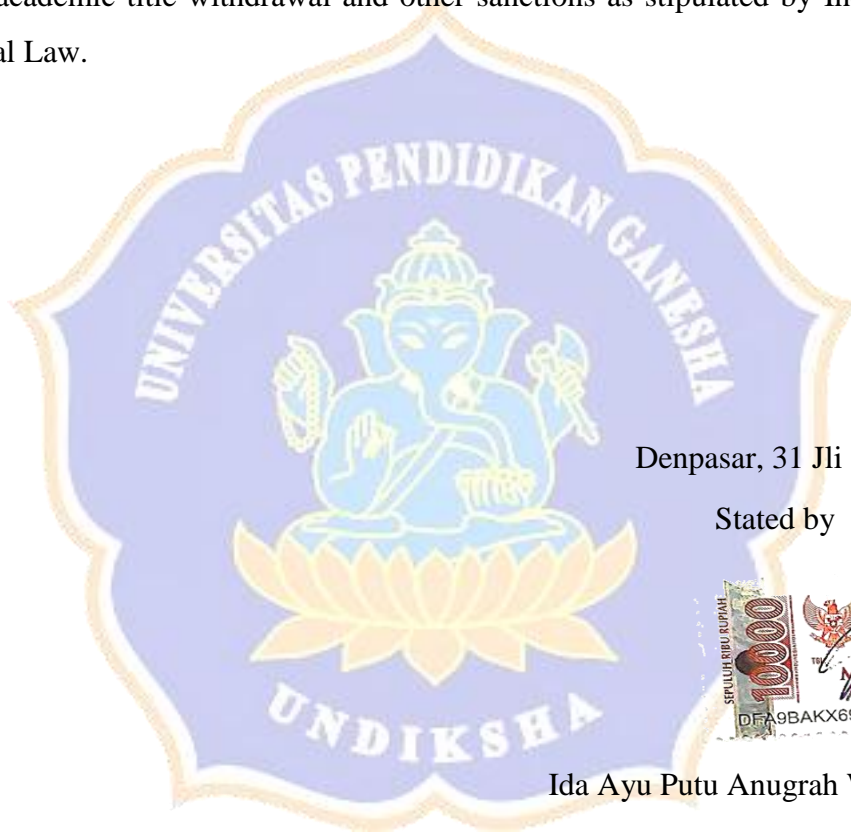 academic title withdrawal and other sanctions as stipulated by
al Law.
UNIVERSITAS PENDIDIKAN GANESHA
Denpasar, 31 Jli
Stated by
SEPULUH RIBU RUPIAH
10000
UNDIKSHA
Ida Ayu Putu Anugrah